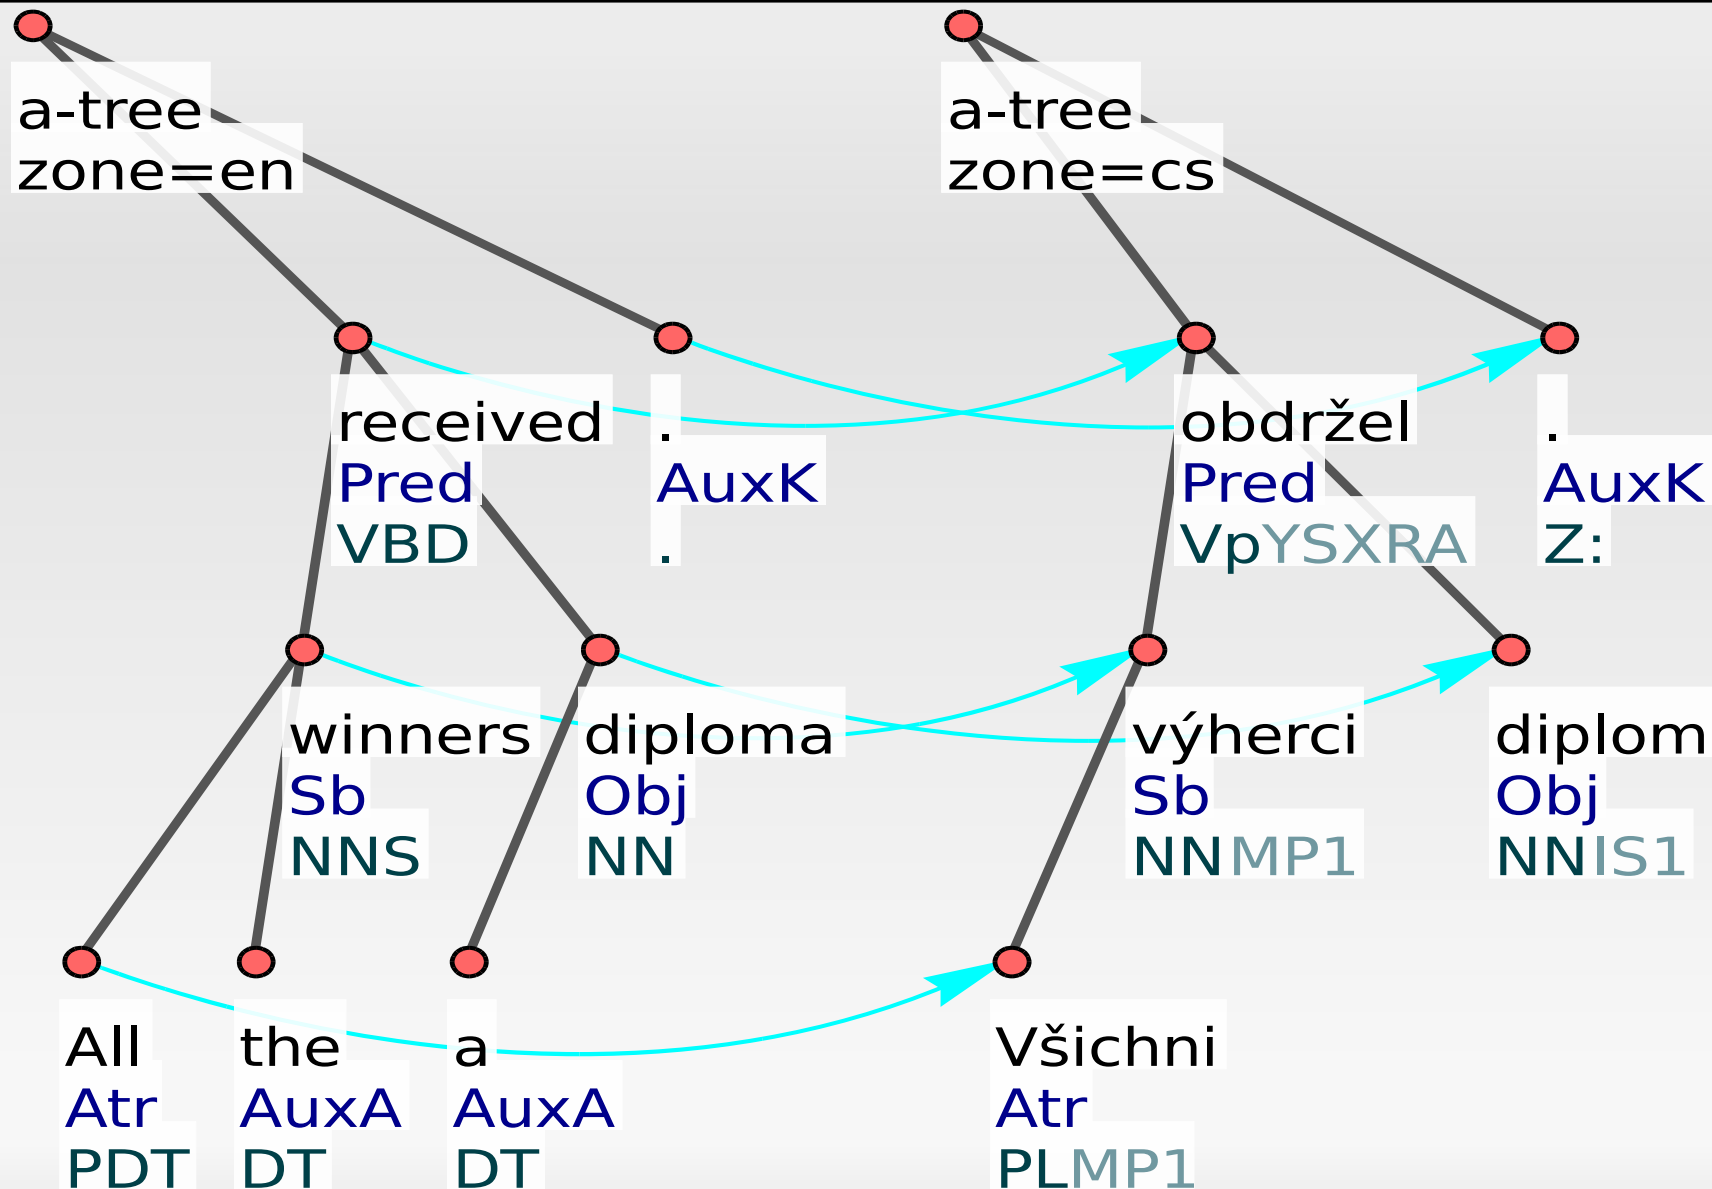 a-tree
zone=en
a-tree
zone=cs
received
Pred
VBD
.
AuxK
.
obdržel
Pred
VpYSXRA
.
AuxK
Z:
winners
Sb
NNS
diploma
Obj
NN
výherci
Sb
NNMP1
diplom
Obj
NNIS1
All
Atr
PDT
the
AuxA
DT
a
AuxA
DT
Všichni
Atr
PLMP1